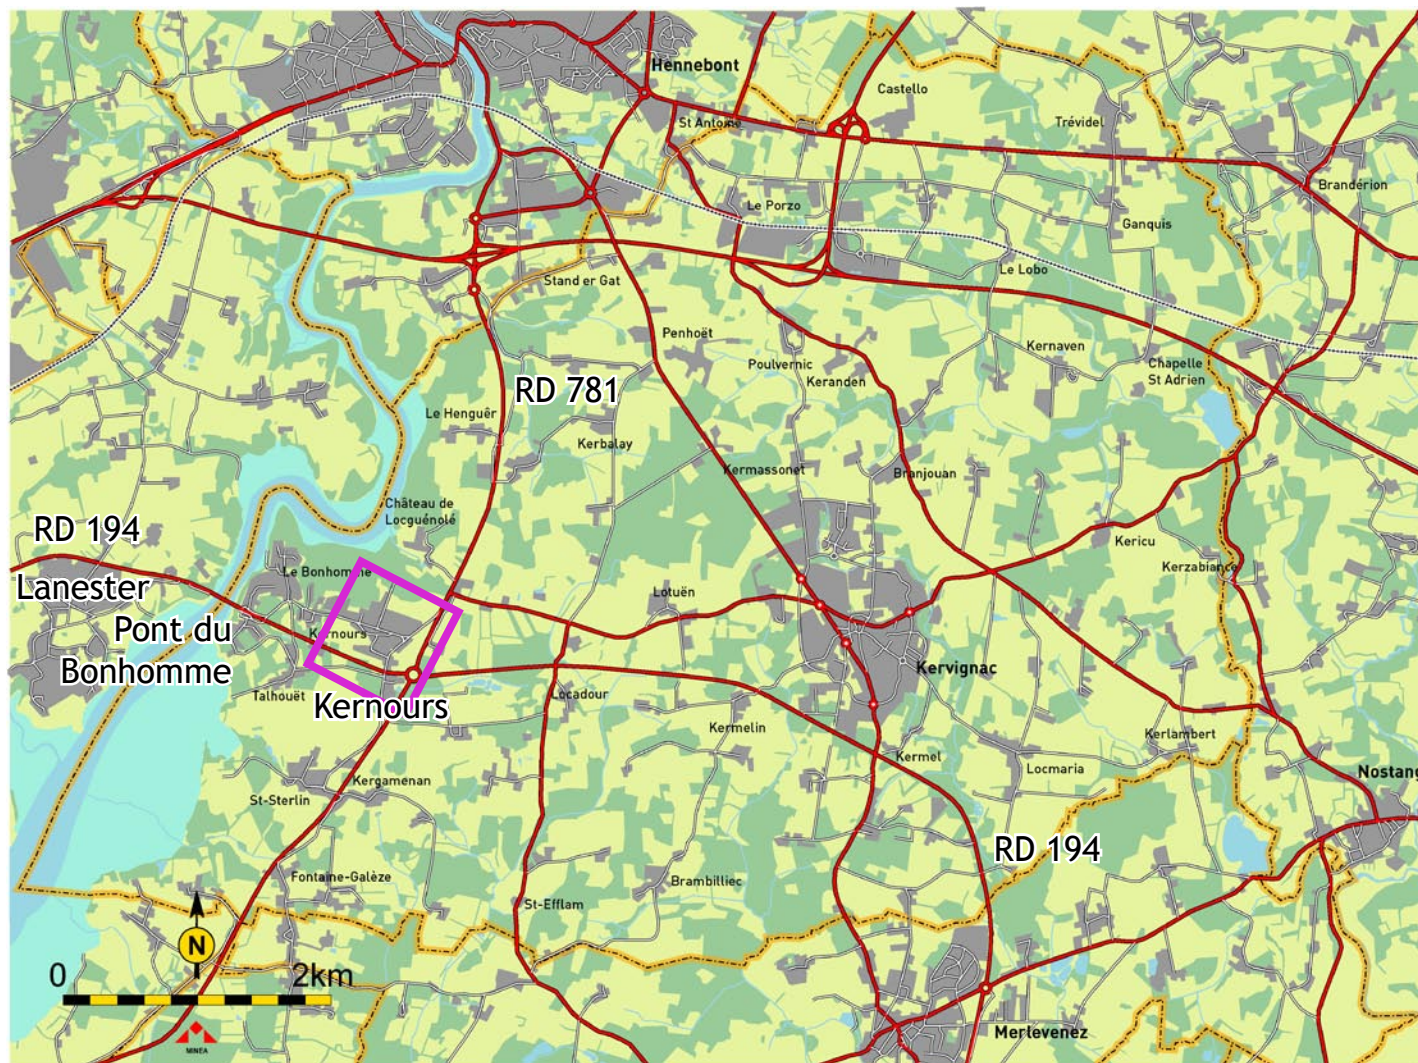 Hennebont
Castello
St Antoine
Trévidel
Brandérion
Le Porzo
Ganquis
Le Lobo
Stand er Gat
Penhoët
Kernaven
Poulvernic
Chapelle
St Adrien
Keranden
RD 781
Le Henguêr
Kerbalay
Kermassonet
Branjouan
Château de
Locguénolé
RD 194
Kericu
Kerzabiance
Le Bonhomme
Lanester
Lotuën
Pont du
Bonhomme
Kernours
Kervignac
Talhouët
Kernours
Locadour
Kermelin
Kerlambert
Kermel
Locmaria
Nostang
Kergamenan
St-Sterlin
RD 194
Fontaine-Galèze
Brambilliec
St-Efflam
N
0 2km
Merlevenez
MINEA